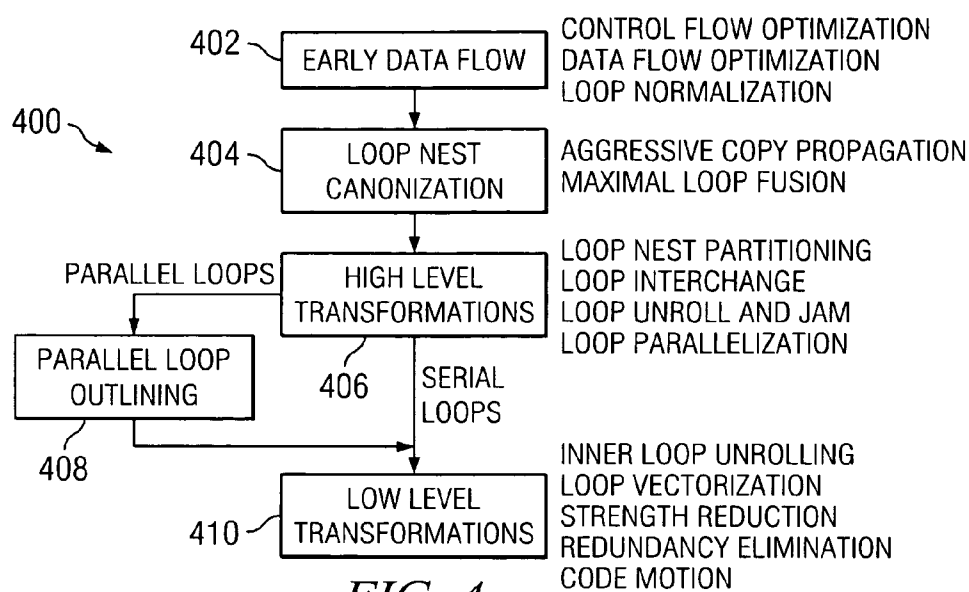 402
EARLY DATA FLOW
CONTROL FLOW OPTIMIZATION
DATA FLOW OPTIMIZATION
LOOP NORMALIZATION
400
404
LOOP NEST
CANONIZATION
AGGRESSIVE COPY PROPAGATION
MAXIMAL LOOP FUSION
PARALLEL LOOPS
HIGH LEVEL
TRANSFORMATIONS
406
LOOP NEST PARTITIONING
LOOP INTERCHANGE
LOOP UNROLL AND JAM
LOOP PARALLELIZATION
PARALLEL LOOP
OUTLINING
408
SERIAL
LOOPS
410
LOW LEVEL
TRANSFORMATIONS
INNER LOOP UNROLLING
LOOP VECTORIZATION
STRENGTH REDUCTION
REDUNDANCY ELIMINATION
CODE MOTION
FIG. 4